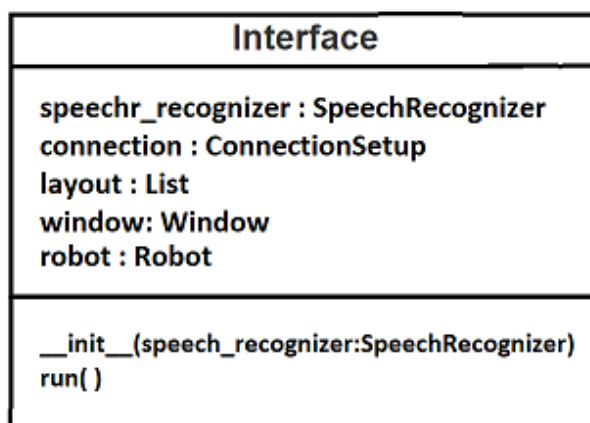 Interface
speechr_recognizer : SpeechRecognizer
connection : ConnectionSetup
layout : List
window: Window
robot : Robot
__init__(speech_recognizer:SpeechRecognizer)
run( )